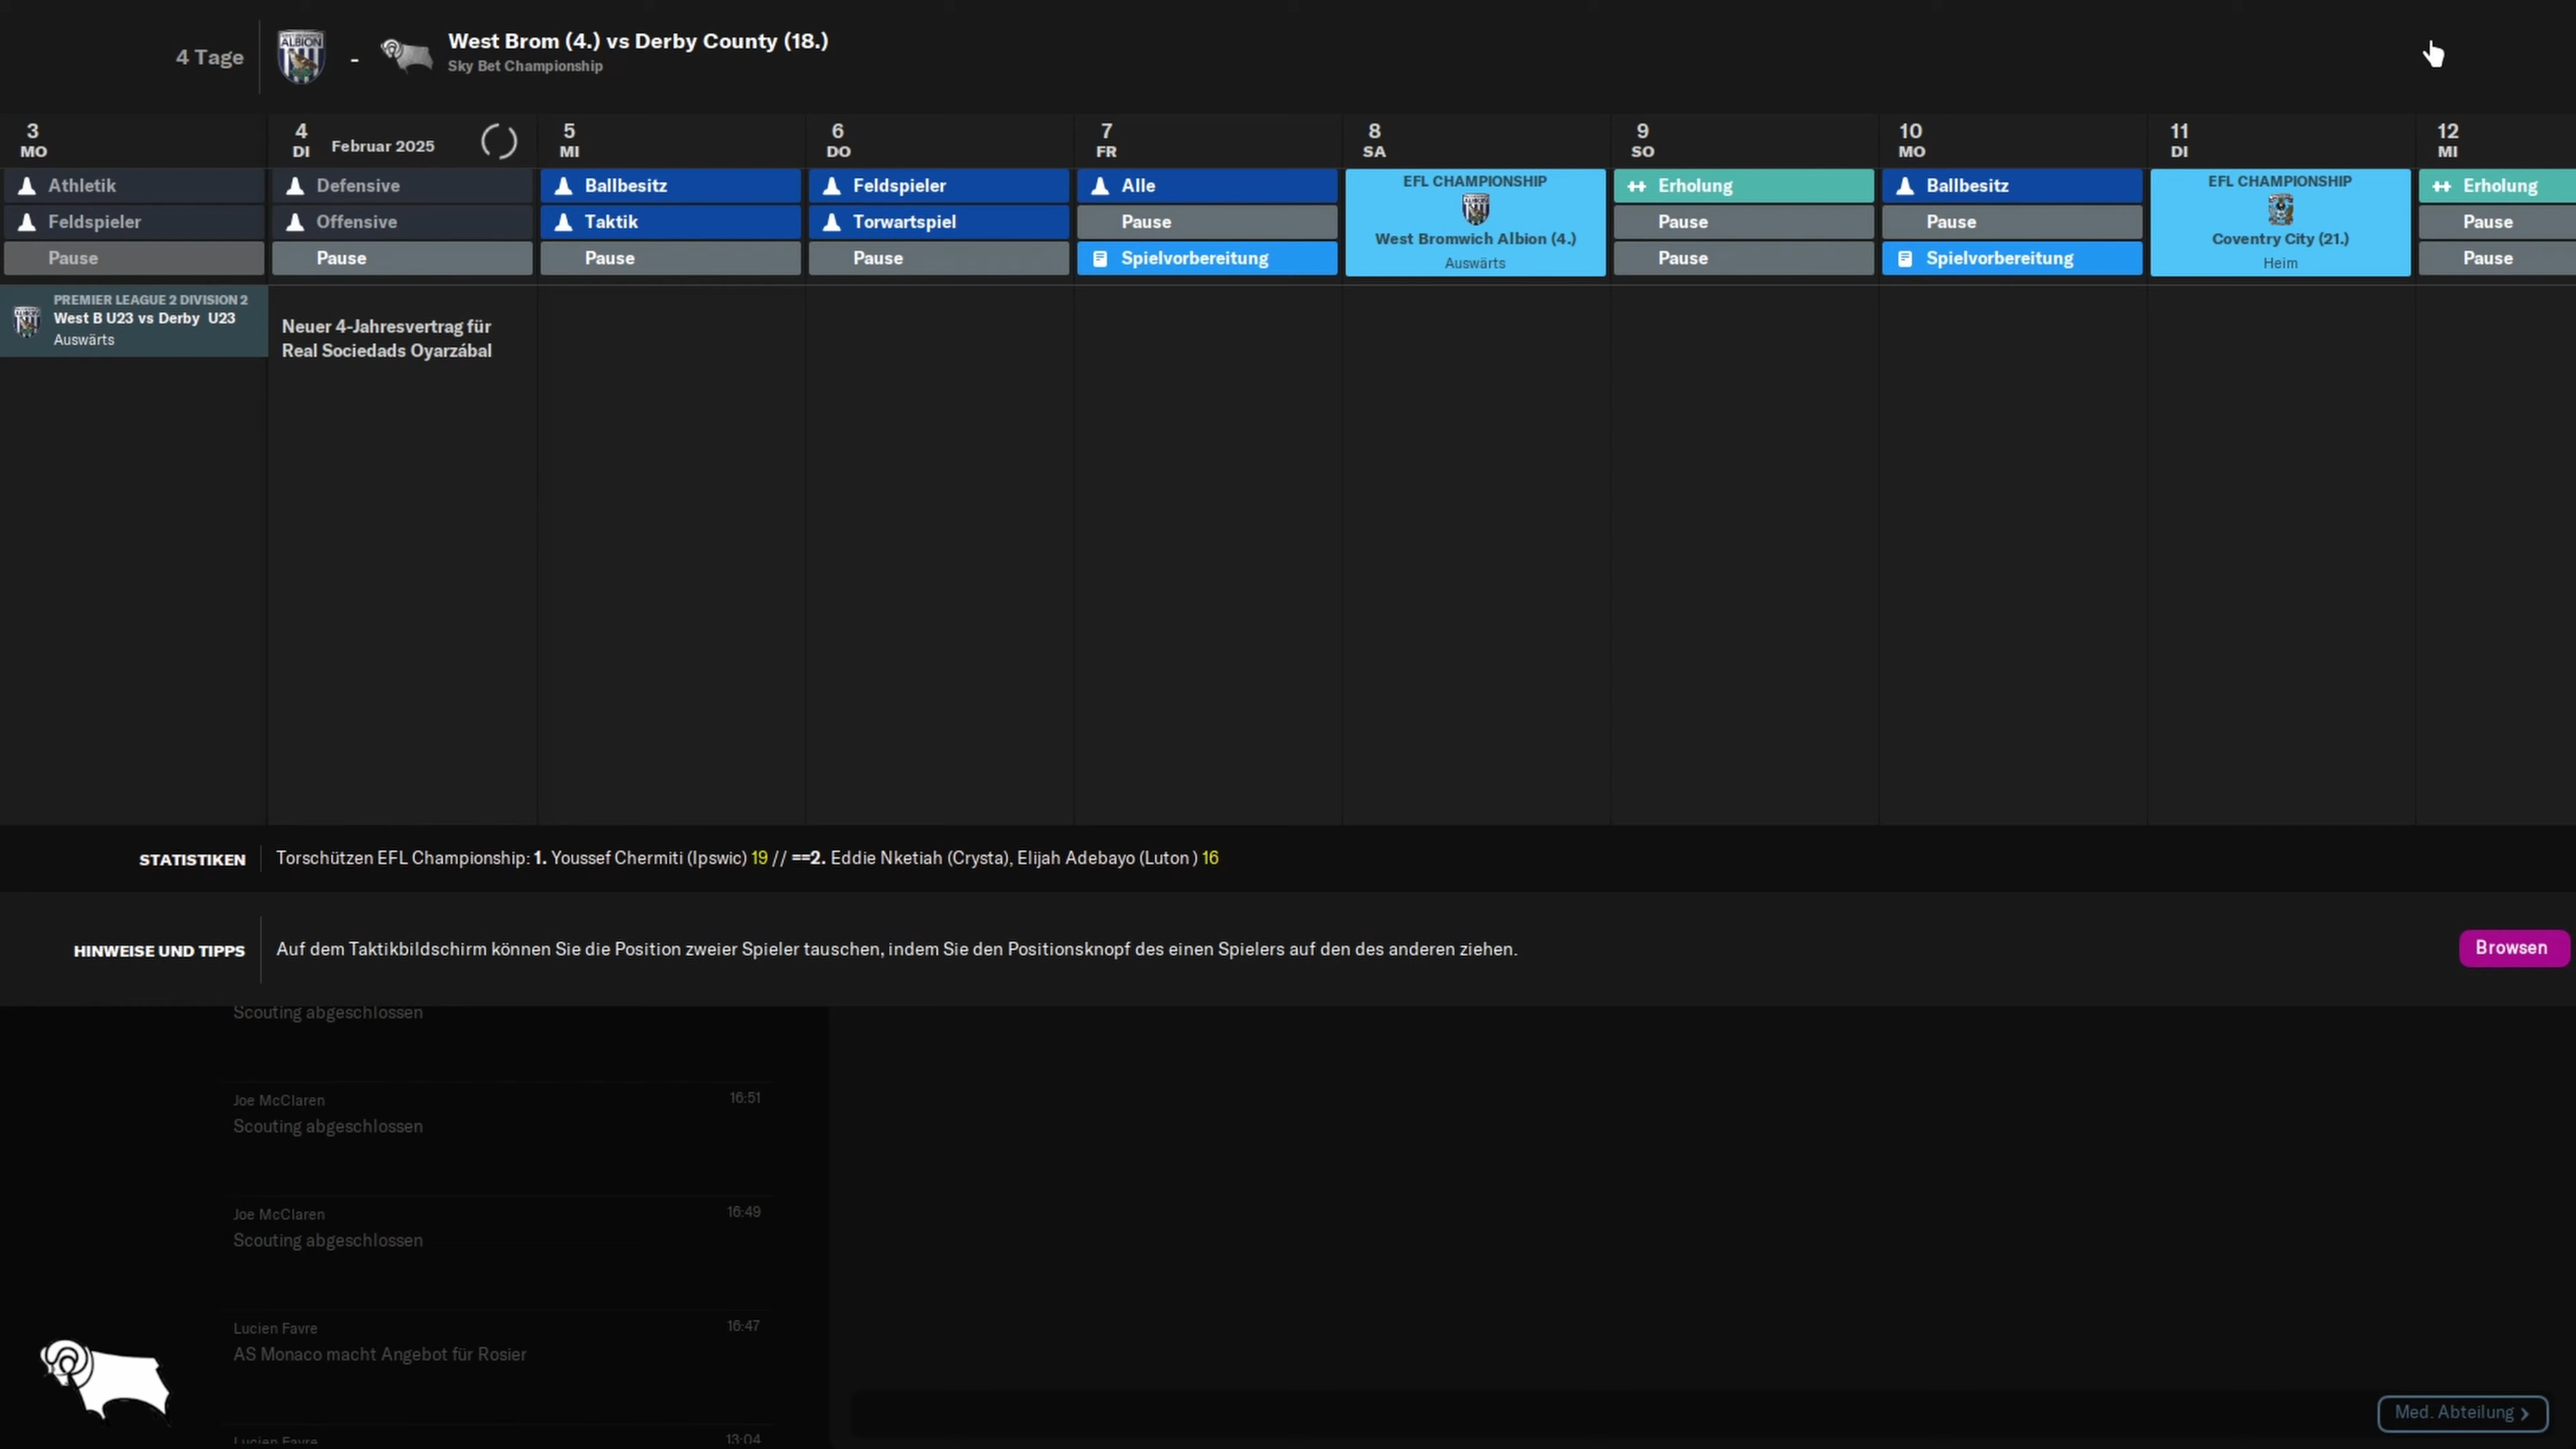 4 Tage
ALBION
-
West Brom (4.) vs Derby County (18.)
Sky Bet Championship
3
MO
4
DI
Februar 2025
5
MI
6
DO
7
FR
8
SA
9
SO
10
MO
11
DI
12
MI
Athletik
Feldspieler
Pause
Defensive
Offensive
Pause
Ballbesitz
Taktik
Pause
Feldspieler
Torwartspiel
Pause
Alle
Pause
Spielvorbereitung
EFL CHAMPIONSHIP
West Bromwich Albion (4.)
Auswärts
Erholung
Pause
Pause
Ballbesitz
Pause
Spielvorbereitung
EFL CHAMPIONSHIP
Coventry City (21.)
Heim
Erholung
Pause
Pause
PREMIER LEAGUE 2 DIVISION 2
West B U23 vs Derby U23
Auswärts
Neuer 4-Jahresvertrag für
Real Sociedads Oyarzábal
STATISTIKEN
Torschützen EFL Championship: 1. Youssef Chermiti (Ipswic) 19 // ==2. Eddie Nketiah (Crysta), Elijah Adebayo (Luton ) 16
HINWEISE UND TIPPS
Auf dem Taktikbildschirm können Sie die Position zweier Spieler tauschen, indem Sie den Positionsknopf des einen Spielers auf den des anderen ziehen.
Browsen
Scouting abgeschlossen
Joe McClaren
16:51
Scouting abgeschlossen
Joe McClaren
16:49
Scouting abgeschlossen
Lucien Favre
16:47
AS Monaco macht Angebot für Rosier
Lucien Favre
13:04
Med. Abteilung